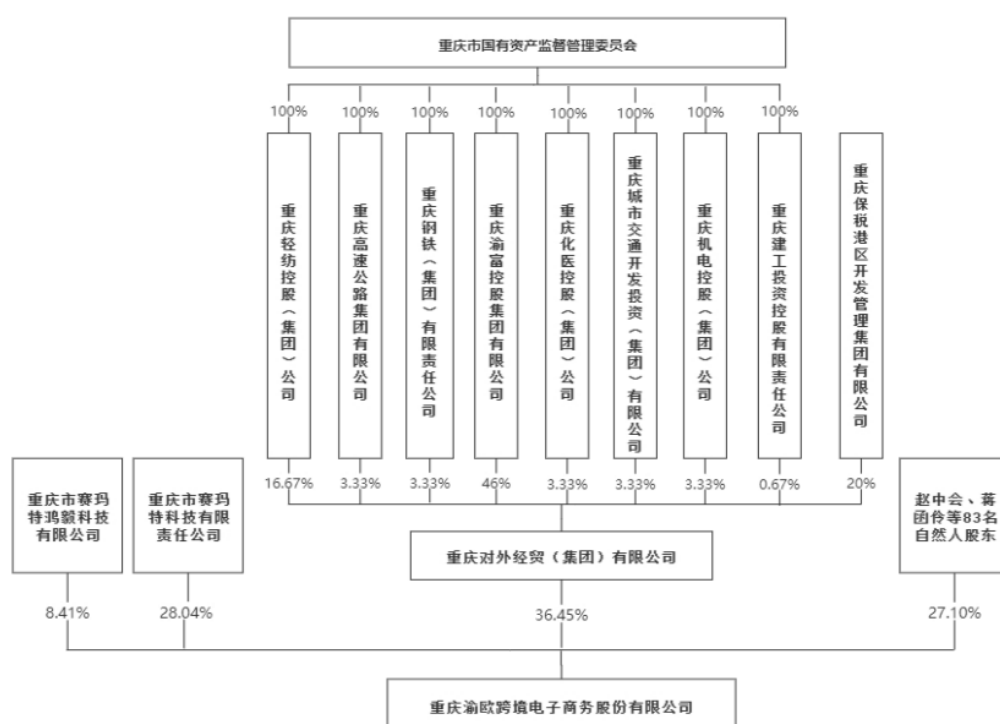 重庆市国有资产监督管理委员会
100%
100%
100%
100%
100%
100%
100%
100%
重庆轻纺控股（集团）公司
重庆高速公路集团有限公司
重庆钢铁（集团）有限责任公司
重庆渝富控股集团有限公司
重庆化医控股（集团）公司
重庆城市交通开发投资（集团）有限公司
重庆机电控股（集团）公司
重庆建工投资控股有限责任公司
重庆保税港区开发管理集团有限公司
16.67%
3.33%
3.33%
46%
3.33%
3.33%
3.33%
0.67%
20%
重庆市赛玛
特鸿毅科技
有限公司
重庆市赛玛
特科技有限
责任公司
重庆对外经贸（集团）有限公司
赵中会、蒋
函伶等83名
自然人股东
8.41%
28.04%
36.45%
27.10%
重庆渝欧跨境电子商务股份有限公司